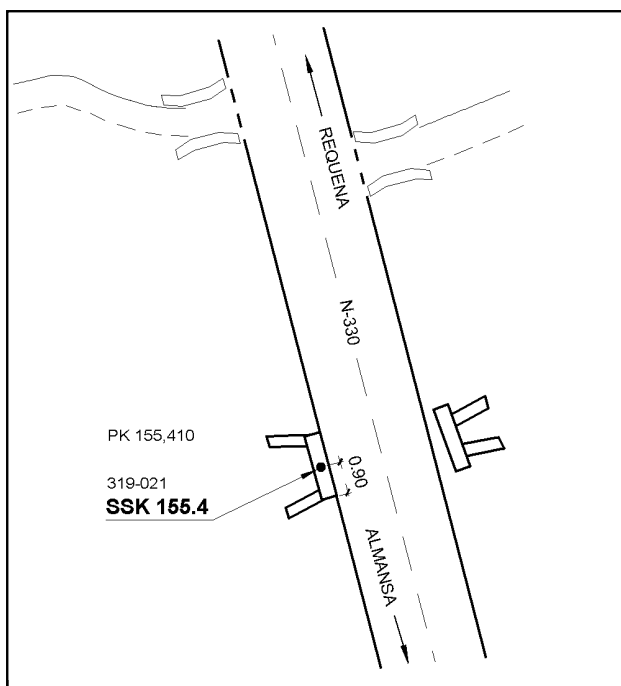 REQUENA
N-330
PK 155,410
0.90
319-021
SSK 155.4
ALMANSA